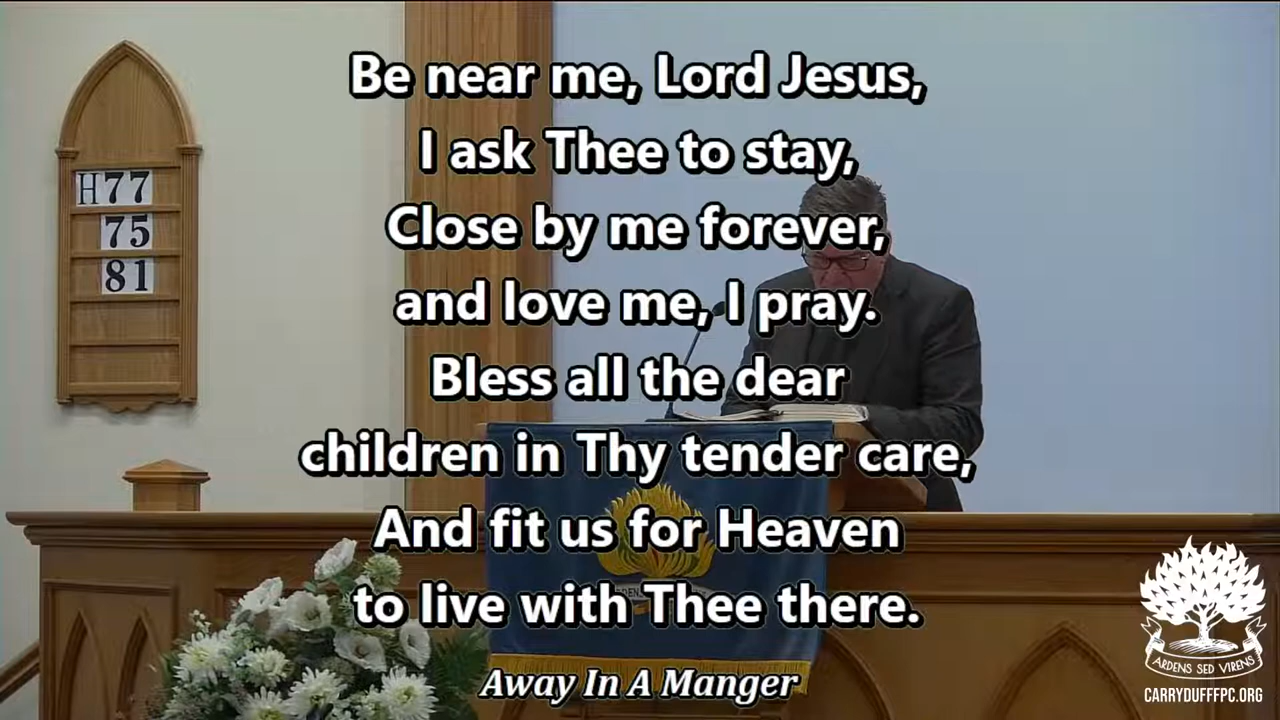 Be near me, Lord Jesus,
I ask Thee to stay,
Close by me forever,
and love me, I pray.
Bless all the dear
children in Thy tender care,
And fit us for Heaven
to live with Thee there.
Away In A Manger
H77
75
81
ARDENS SED VIRENS
CARRYDUFFFPC.ORG